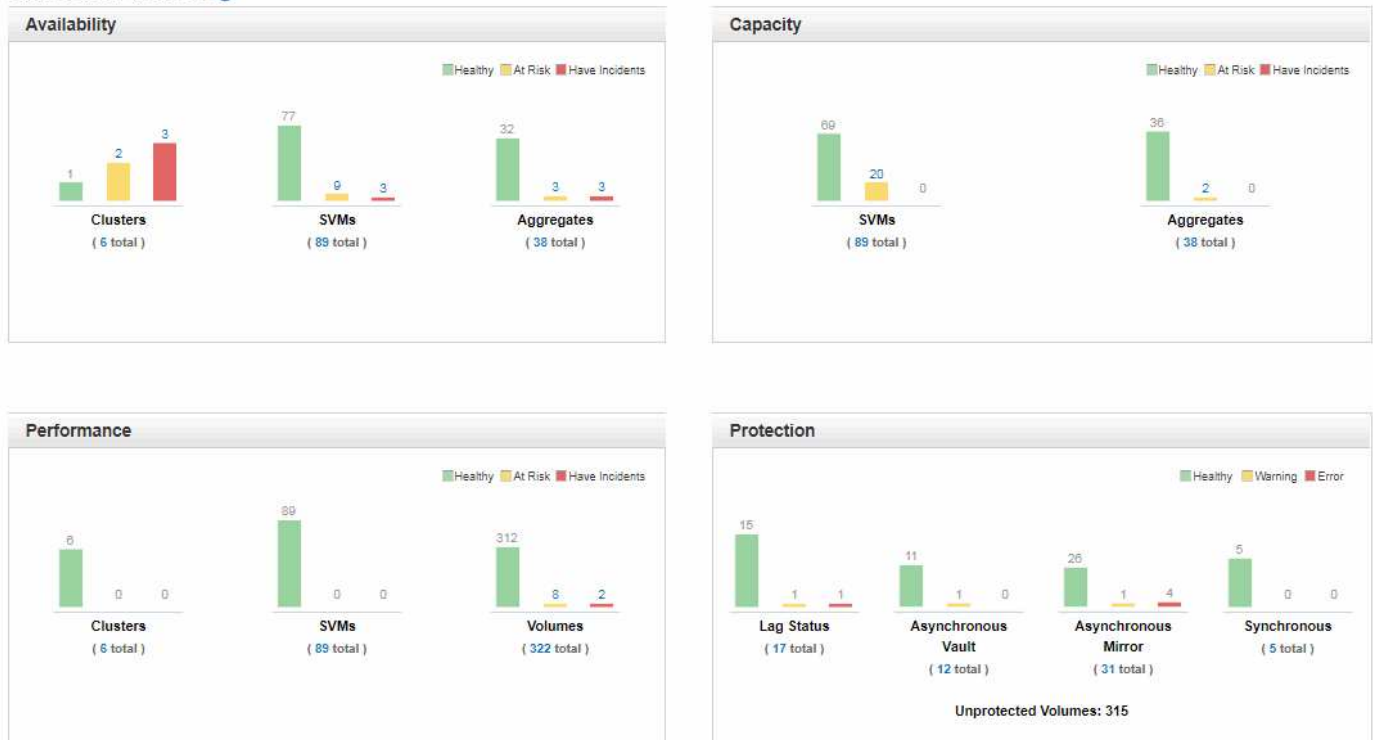 Availability
Healthy At Risk Have Incidents
1 2 3
Clusters
( 6 total )
77 9 3
SVMs
( 89 total )
32 3 3
Aggregates
( 38 total )
Capacity
Healthy At Risk Have Incidents
69 20 0
SVMs
( 89 total )
36 2 0
Aggregates
( 38 total )
Performance
Healthy At Risk Have Incidents
6 0 0
Clusters
( 6 total )
89 0 0
SVMs
( 89 total )
312 8 2
Volumes
( 322 total )
Protection
Healthy Warning Error
15 1 1
Lag Status
( 17 total )
11 1 0
Asynchronous
Vault
( 12 total )
26 1 4
Asynchronous
Mirror
( 31 total )
5 0 0
Synchronous
( 5 total )
Unprotected Volumes: 315